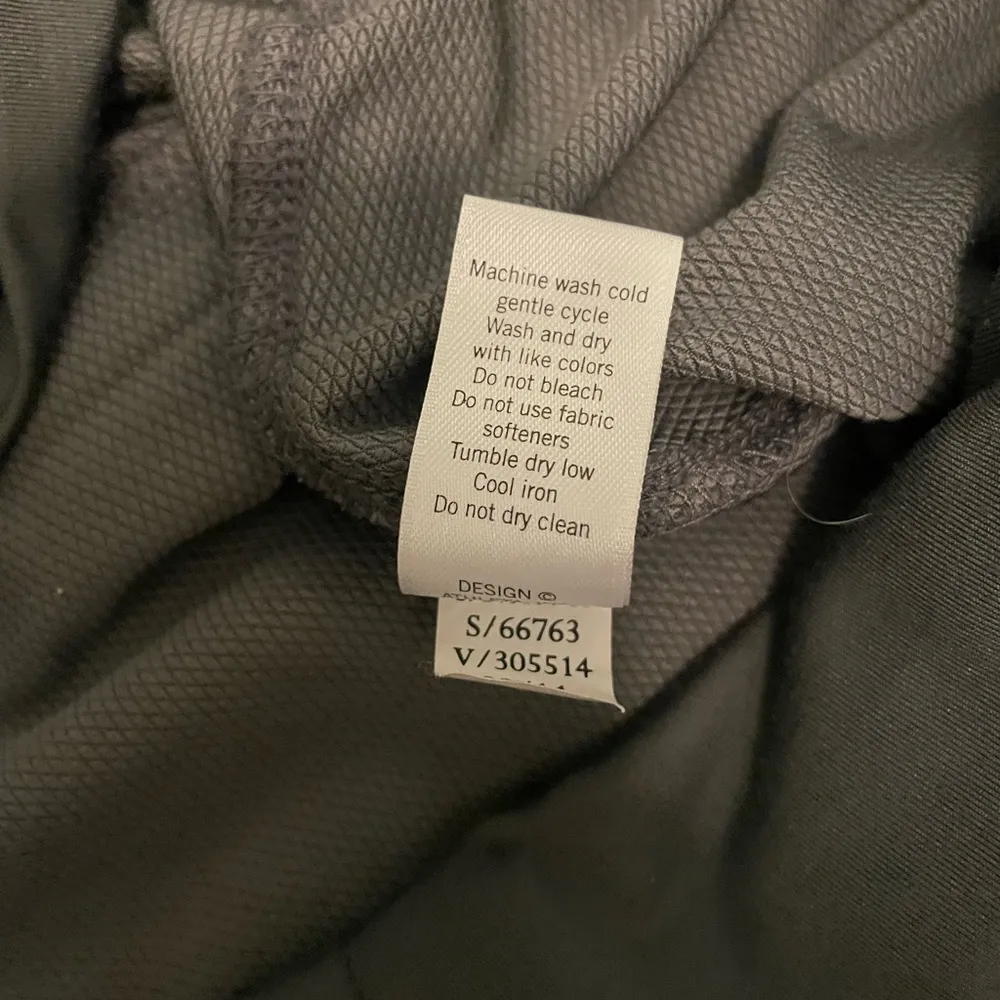 Machine wash cold
gentle cycle
Wash and dry
with like colors
Do not bleach
Do not use fabric
softeners
Tumble dry low
Cool iron
Do not dry clean
DESIGN ©
S/66763
V/305514